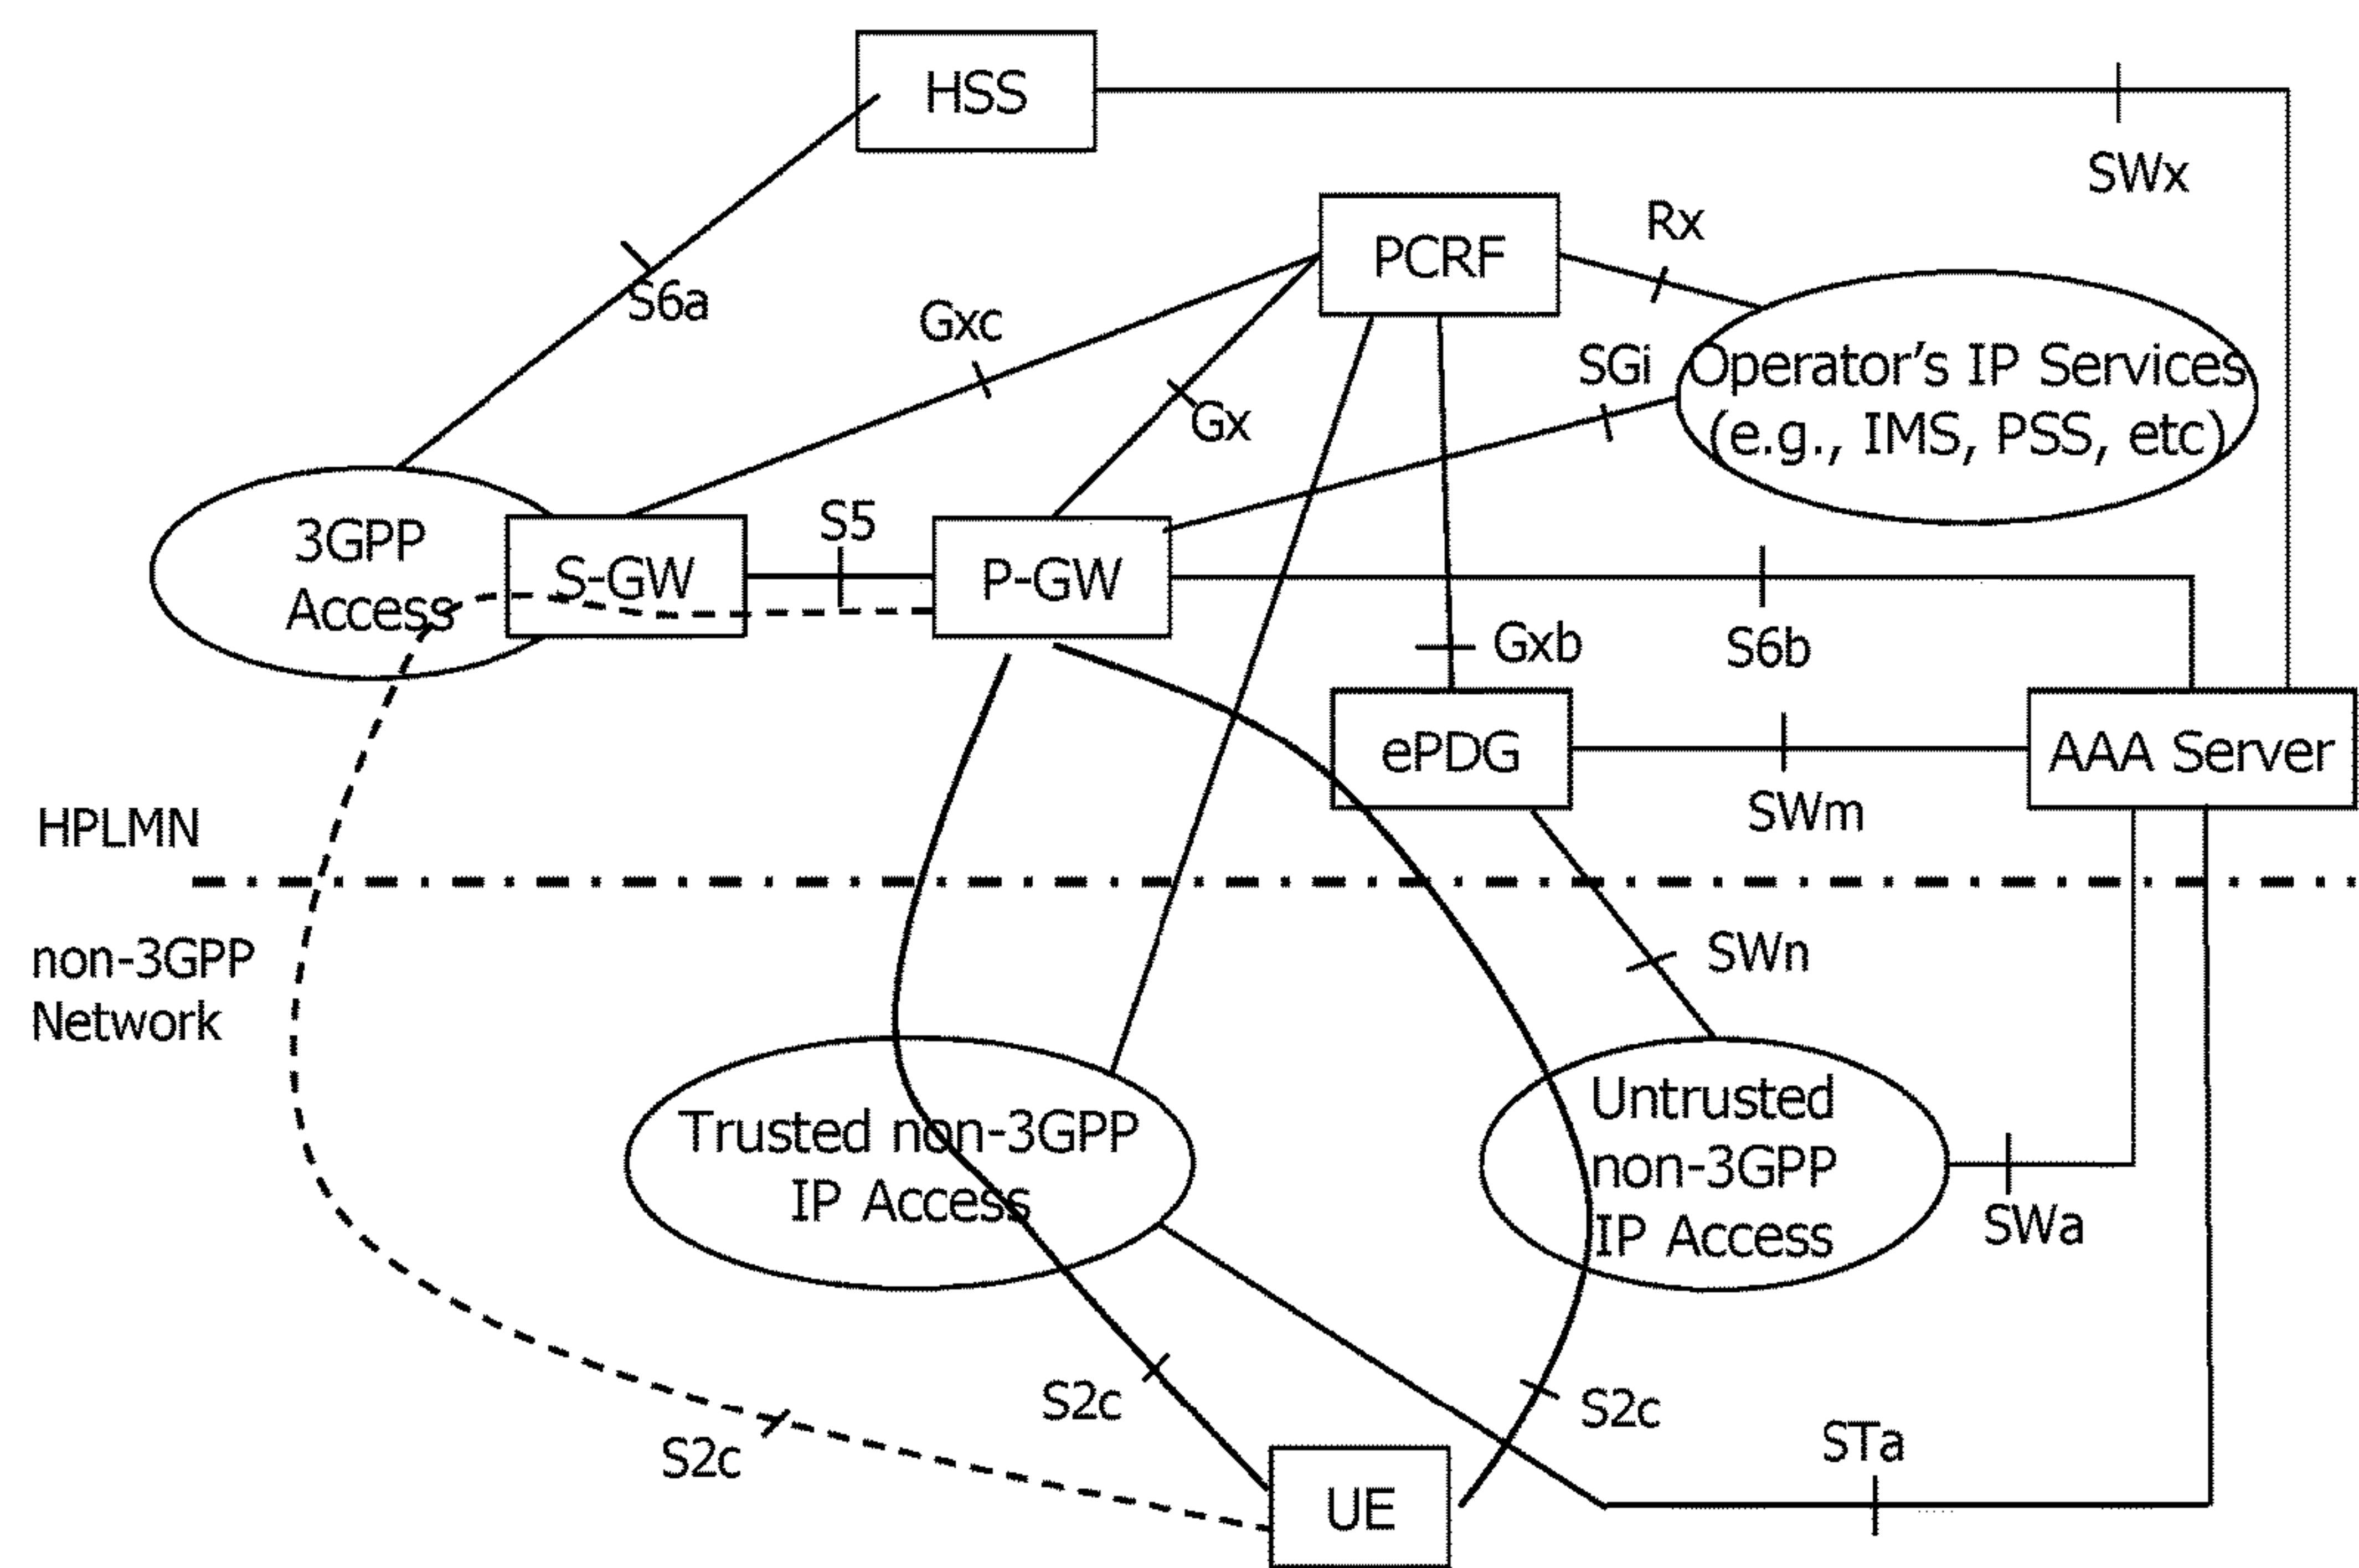 HSS
SWx
PCRF
Rx
S6a
Gxc
Gx
SGi
Operator's IP Services
(e.g., IMS, PSS, etc)
3GPP
Access
S-GW
S5
P-GW
Gxb
S6b
ePDG
AAA Server
SWm
HPLMN
non-3GPP
Network
SWn
Trusted non-3GPP
IP Access
Untrusted
non-3GPP
IP Access
SWa
S2c
S2c
S2c
STa
UE